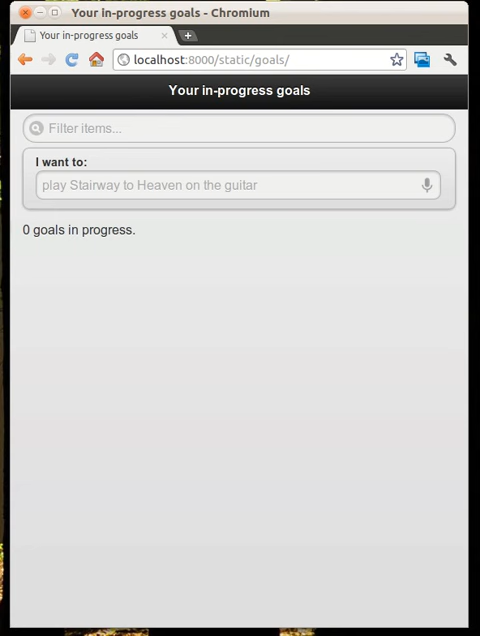 Your in-progress goals - Chromium
Your in-progress goals
localhost:8000/static/goals/
Your in-progress goals
Filter items...
I want to:
play Stairway to Heaven on the guitar
0 goals in progress.